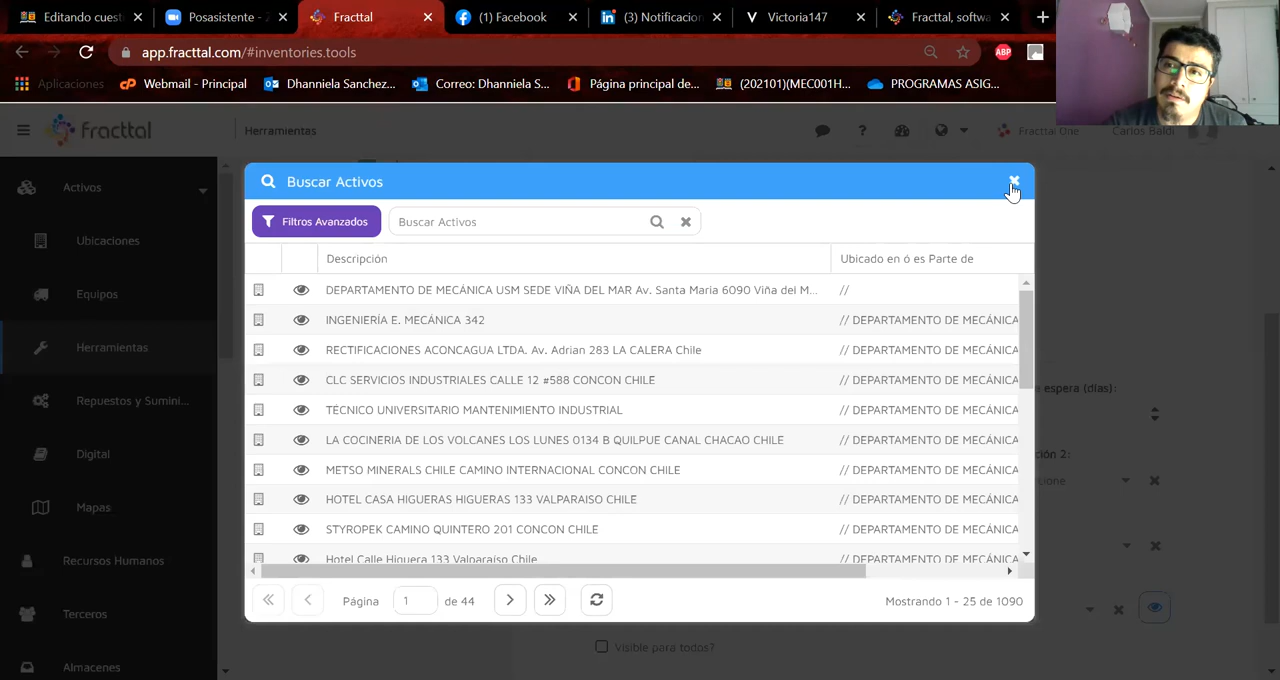 Editando cuest
Posasistente - Z
Fracttal
(1) Facebook
(3) Notificacion
Victoria147
Fracttal, softwa
app.fracttal.com/#inventories.tools
ABP
Aplicaciones
Webmail - Principal
Dhanniela Sanchez...
Correo: Dhanniela S...
Página principal de...
(202101)(MEC001H...
PROGRAMAS ASIG...
fracttal
Herramientas
Fracttal One
Carlos Baldi
Activos
Ubicaciones
Equipos
Herramientas
Repuestos y Sumini...
Digital
Mapas
Recursos Humanos
Terceros
Almacenes
Buscar Activos
Filtros Avanzados
Buscar Activos
Descripción
Ubicado en ó es Parte de
DEPARTAMENTO DE MECÁNICA USM SEDE VIÑA DEL MAR Av. Santa Maria 6090 Viña del M...
//
INGENIERÍA E. MECÁNICA 342
// DEPARTAMENTO DE MECÁNICA
RECTIFICACIONES ACONCAGUA LTDA. Av. Adrian 283 LA CALERA Chile
// DEPARTAMENTO DE MECÁNICA
CLC SERVICIOS INDUSTRIALES CALLE 12 #588 CONCON CHILE
// DEPARTAMENTO DE MECÁNICA
TÉCNICO UNIVERSITARIO MANTENIMIENTO INDUSTRIAL
// DEPARTAMENTO DE MECÁNICA
LA COCINERIA DE LOS VOLCANES LOS LUNES 0134 B QUILPUE CANAL CHACAO CHILE
// DEPARTAMENTO DE MECÁNICA
METSO MINERALS CHILE CAMINO INTERNACIONAL CONCON CHILE
// DEPARTAMENTO DE MECÁNICA
HOTEL CASA HIGUERAS HIGUERAS 133 VALPARAISO CHILE
// DEPARTAMENTO DE MECÁNICA
STYROPEK CAMINO QUINTERO 201 CONCON CHILE
// DEPARTAMENTO DE MECÁNICA
Hotel Calle Higuera 133 Valparaíso Chile
// DEPARTAMENTO DE MECÁNICA
Página 1 de 44
Mostrando 1 - 25 de 1090
e espera (días):
ción 2:
cione
Visible para todos?